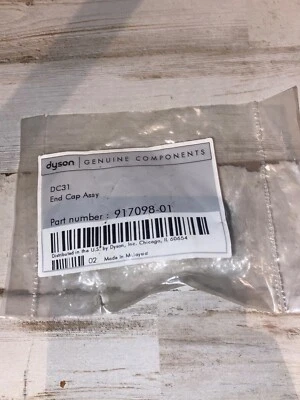 dyson GENUINE COMPONENTS
DC31
End Cap Assy
Part number : 917098-01
Distributed in the U.S. by Dyson, Inc. Chicago, IL 60654
02 Made in Malaysia